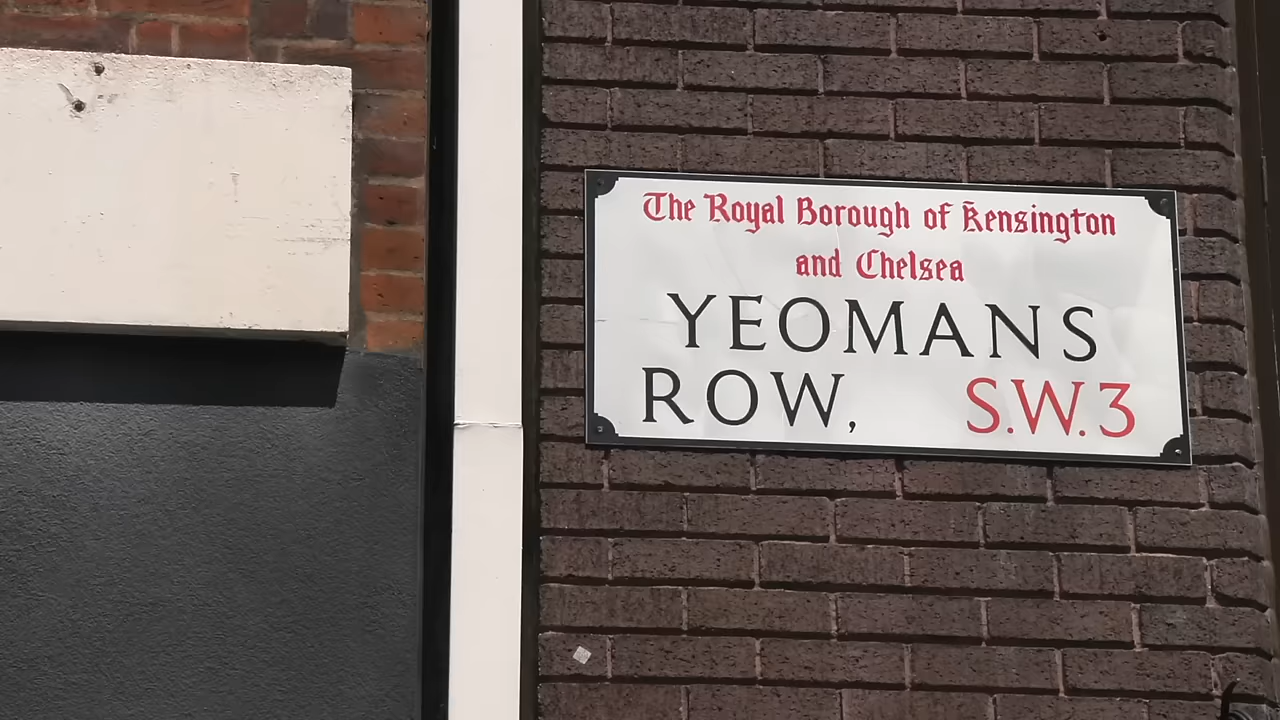 The Royal Borough of Kensington
and Chelsea
YEOMANS
ROW, S.W.3